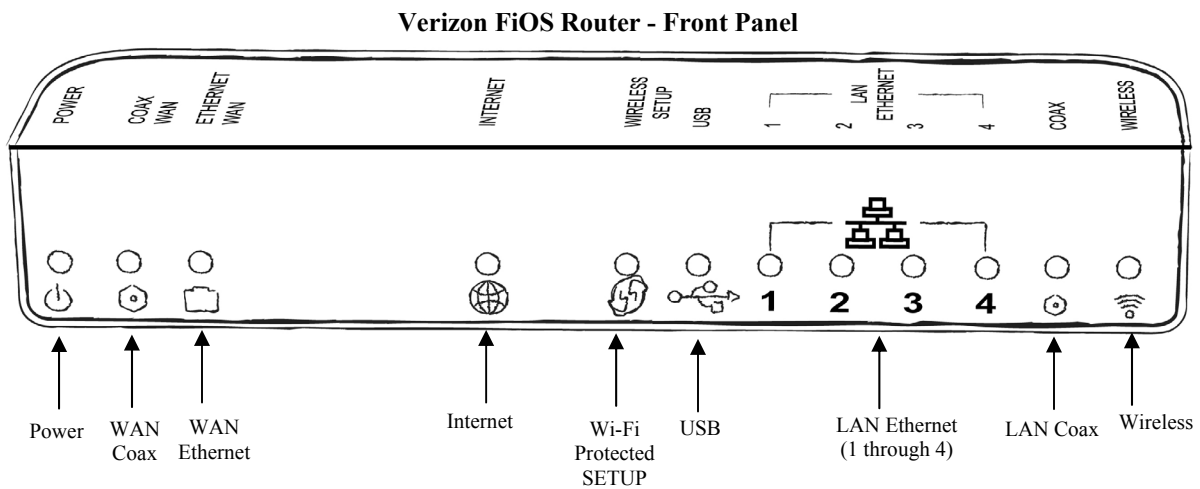 Verizon FiOS Router - Front Panel
POWER
COAX
WAN
ETHERNET
WAN
INTERNET
WIRELESS
SETUP
USB
LAN
ETHERNET
1
2
3
4
COAX
WIRELESS
1 2 3 4
Power
WAN
Coax
WAN
Ethernet
Internet
Wi-Fi
Protected
SETUP
USB
LAN Ethernet
(1 through 4)
LAN Coax
Wireless